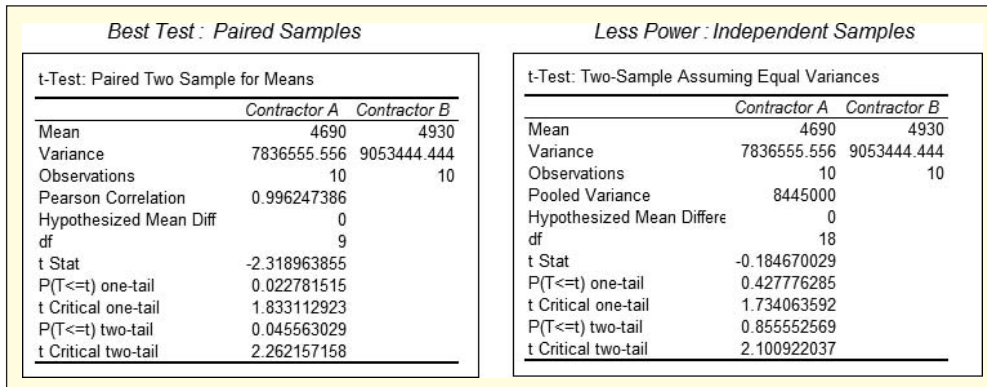 Best Test : Paired Samples
t-Test: Paired Two Sample for Means
Contractor A Contractor B
Mean 4690 4930
Variance 7836555.556 9053444.444
Observations 10 10
Pearson Correlation 0.996247386
Hypothesized Mean Diff 0
df 9
t Stat -2.318963855
P(T<=t) one-tail 0.022781515
t Critical one-tail 1.833112923
P(T<=t) two-tail 0.045563029
t Critical two-tail 2.262157158
Less Power : Independent Samples
t-Test: Two-Sample Assuming Equal Variances
Contractor A Contractor B
Mean 4690 4930
Variance 7836555.556 9053444.444
Observations 10 10
Pooled Variance 8445000
Hypothesized Mean Differe 0
df 18
t Stat -0.184670029
P(T<=t) one-tail 0.427776285
t Critical one-tail 1.734063592
P(T<=t) two-tail 0.855552569
t Critical two-tail 2.100922037